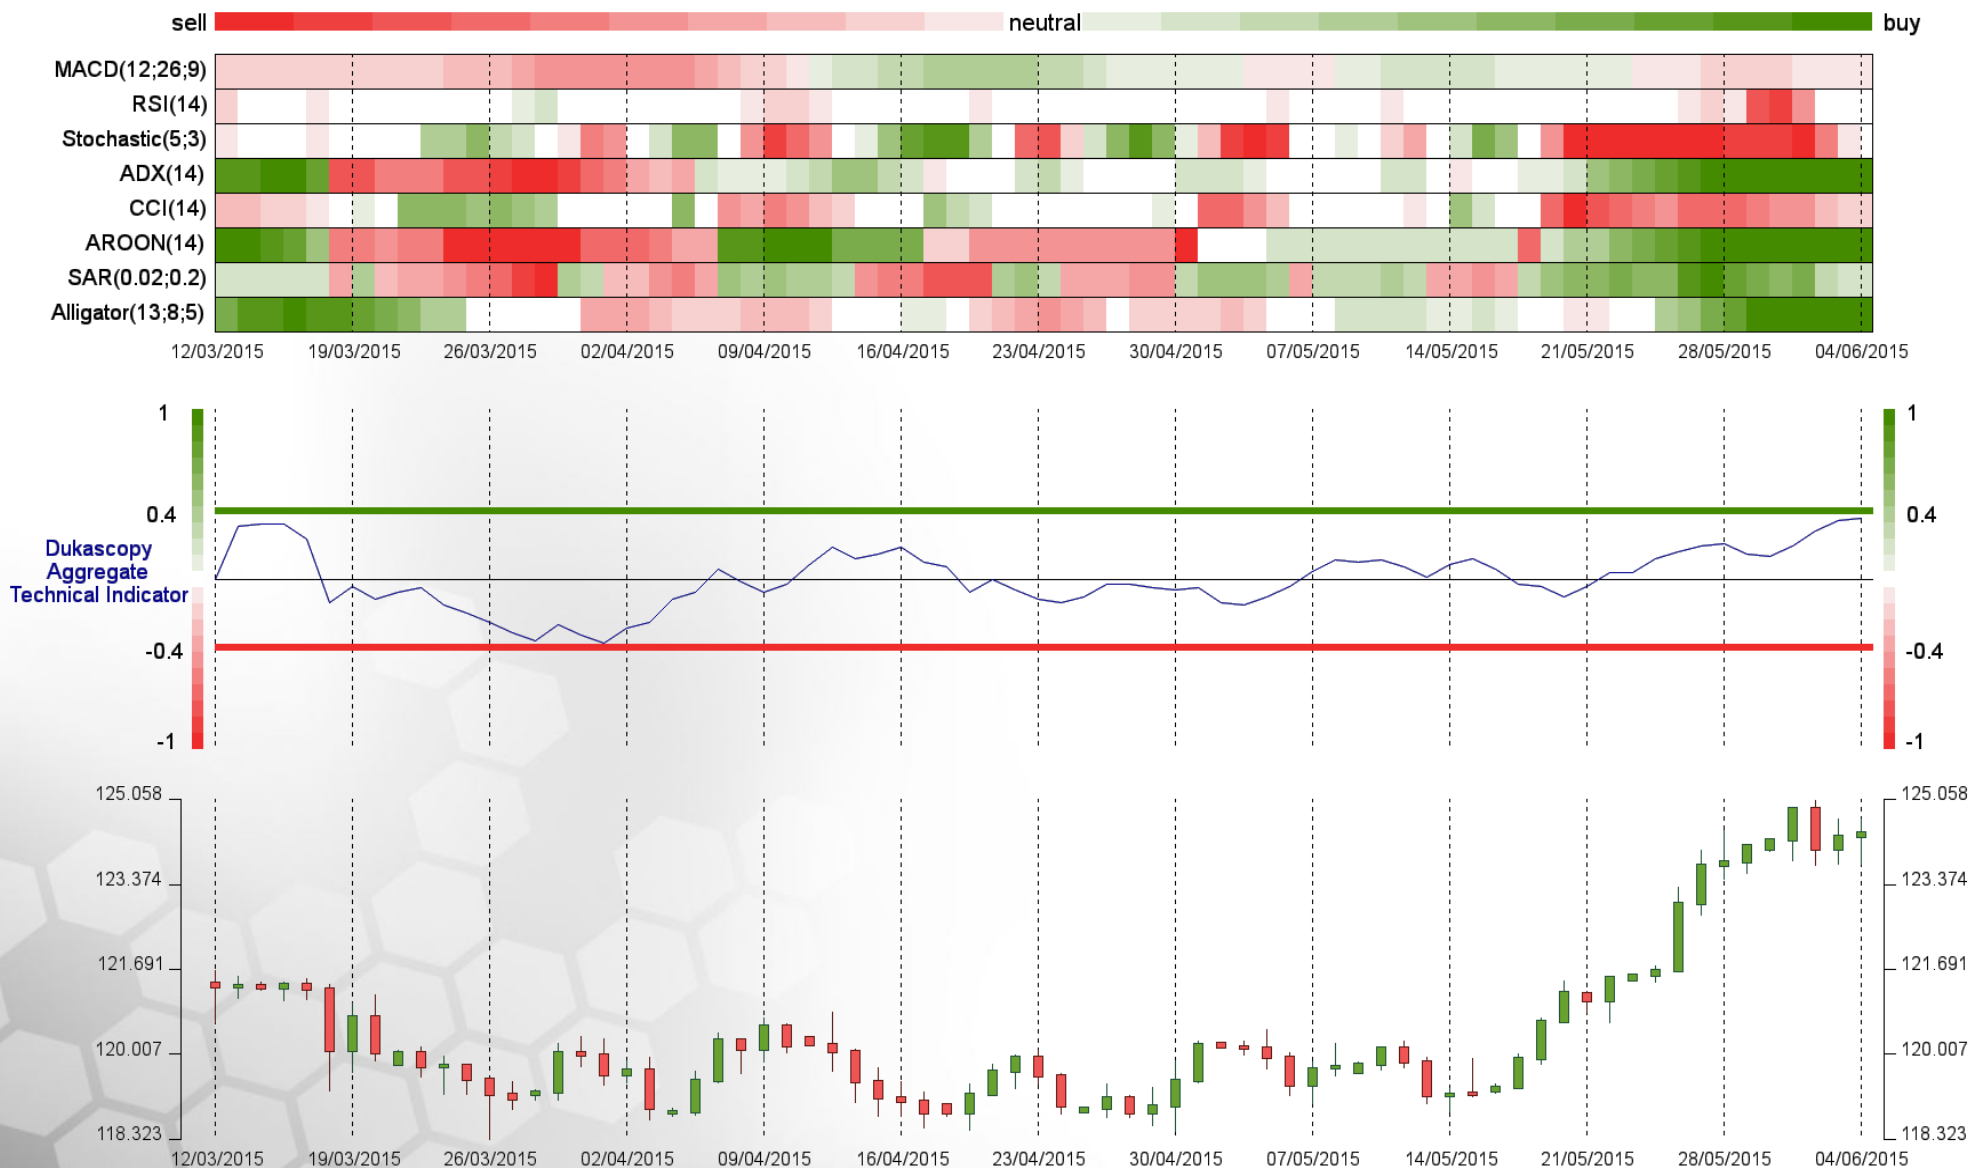 sell neutral buy
MACD(12;26;9)
RSI(14)
Stochastic(5;3)
ADX(14)
CCI(14)
AROON(14)
SAR(0.02;0.2)
Alligator(13;8;5)
12/03/2015 19/03/2015 26/03/2015 02/04/2015 09/04/2015 16/04/2015 23/04/2015 30/04/2015 07/05/2015 14/05/2015 21/05/2015 28/05/2015 04/06/2015
1 1
0.4 0.4
Dukascopy
Aggregate
Technical Indicator
-0.4 -0.4
-1 -1
125.058 125.058
123.374 123.374
121.691 121.691
120.007 120.007
118.323 118.323
12/03/2015 19/03/2015 26/03/2015 02/04/2015 09/04/2015 16/04/2015 23/04/2015 30/04/2015 07/05/2015 14/05/2015 21/05/2015 28/05/2015 04/06/2015